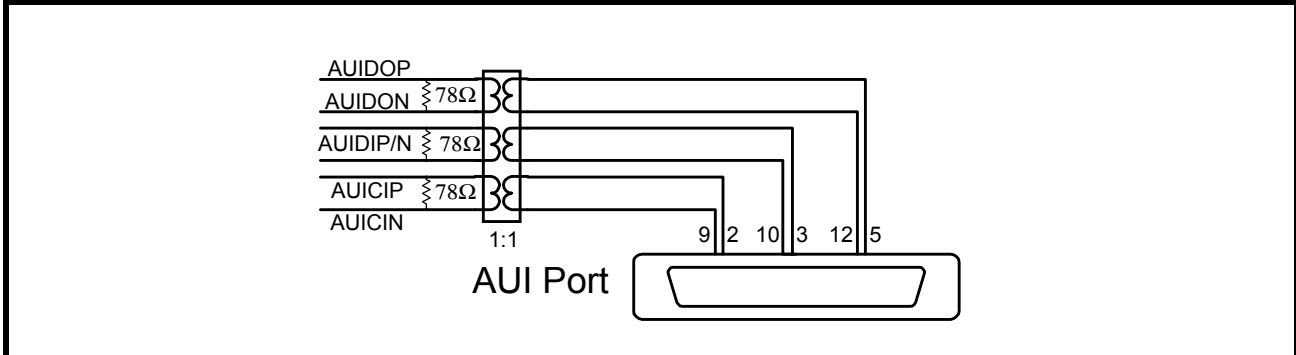 AUIDOP
78Ω
AUIDON
AUIDIP/N 78Ω
AUICIP 78Ω
AUICIN
1:1
9 2 10 3 12 5
AUI Port